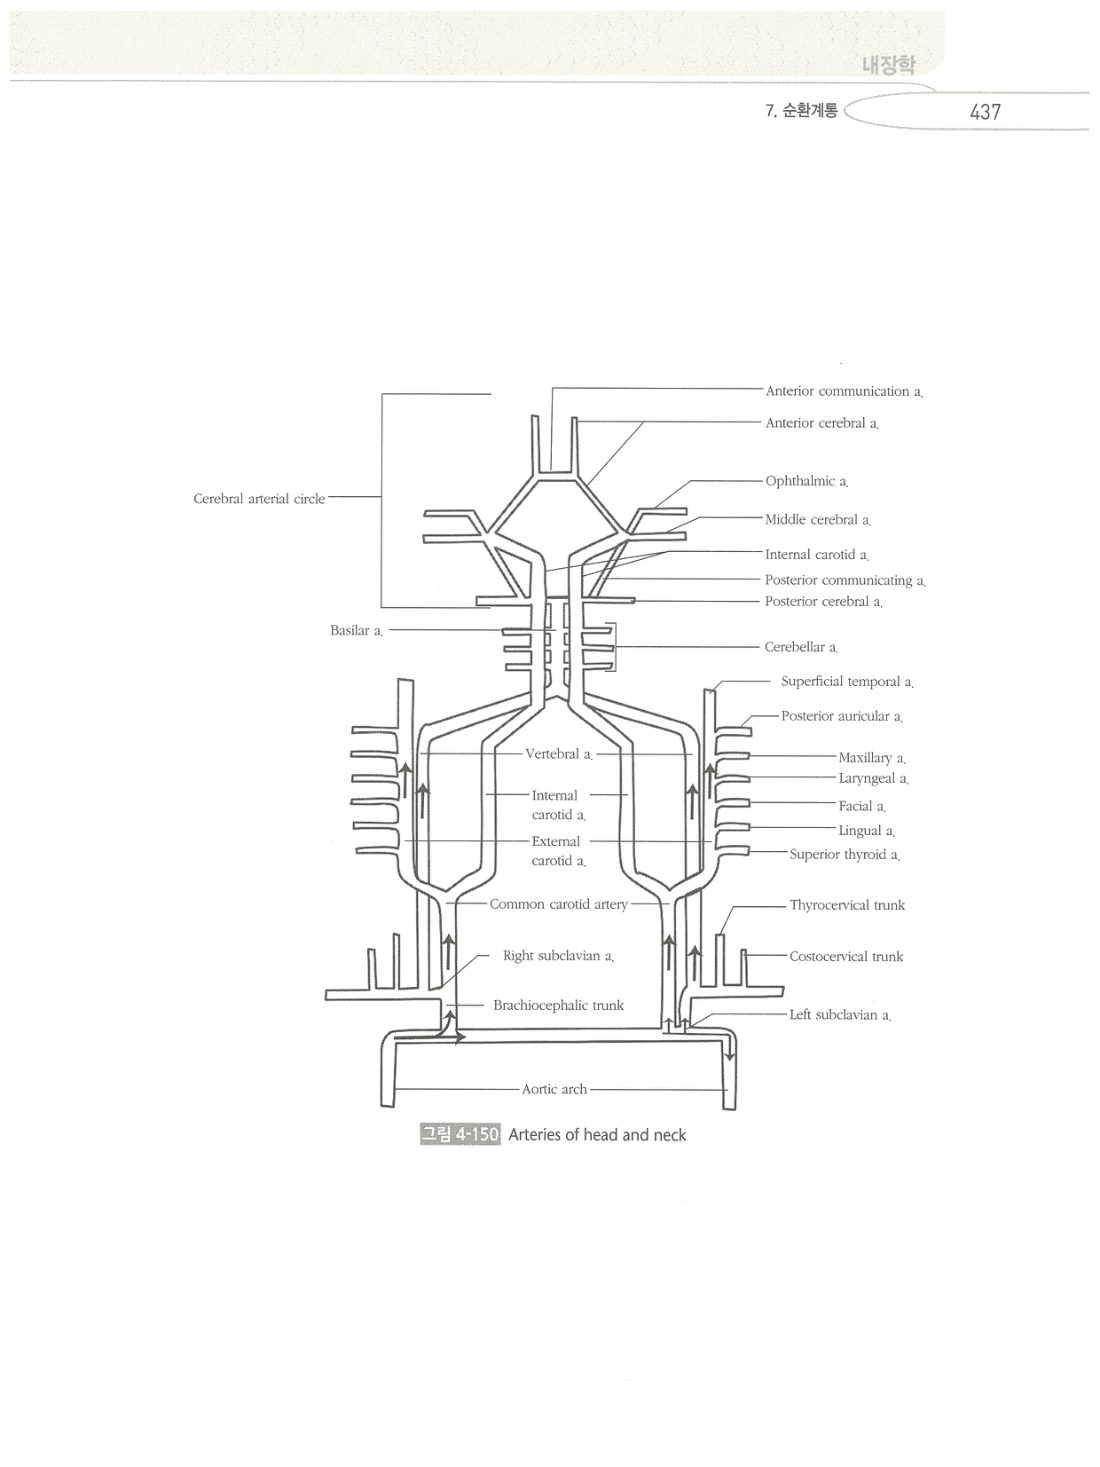 내장학
7. 순환계통
437
Anterior communication a.
Anterior cerebral a.
Ophthalmic a.
Cerebral arterial circle
Middle cerebral a.
Internal carotid a.
Posterior communicating a.
Posterior cerebral a.
Basilar a.
Cerebellar a.
Superficial temporal a.
Posterior auricular a.
Vertebral a.
Maxillary a.
Laryngeal a.
Internal
carotid a.
Facial a.
Lingual a.
External
carotid a.
Superior thyroid a.
Common carotid artery
Thyrocervical trunk
Right subclavian a.
Costocervical trunk
Brachiocephalic trunk
Left subclavian a.
Aortic arch
그림 4-150 Arteries of head and neck